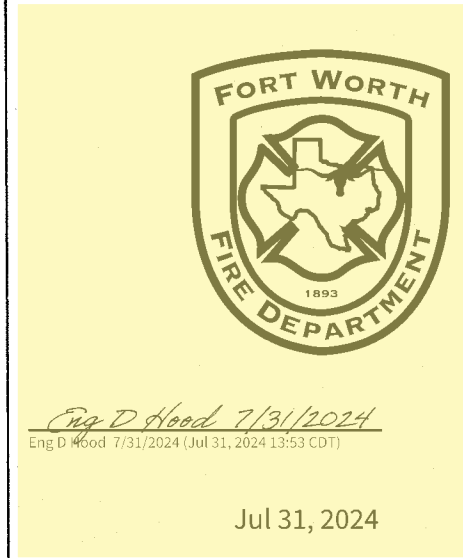 FORT WORTH
1893
FIRE DEPARTMENT
Eng D Hood 7/31/2024
Eng D Hood 7/31/2024 (Jul 31, 2024 13:53 CDT)
Jul 31, 2024